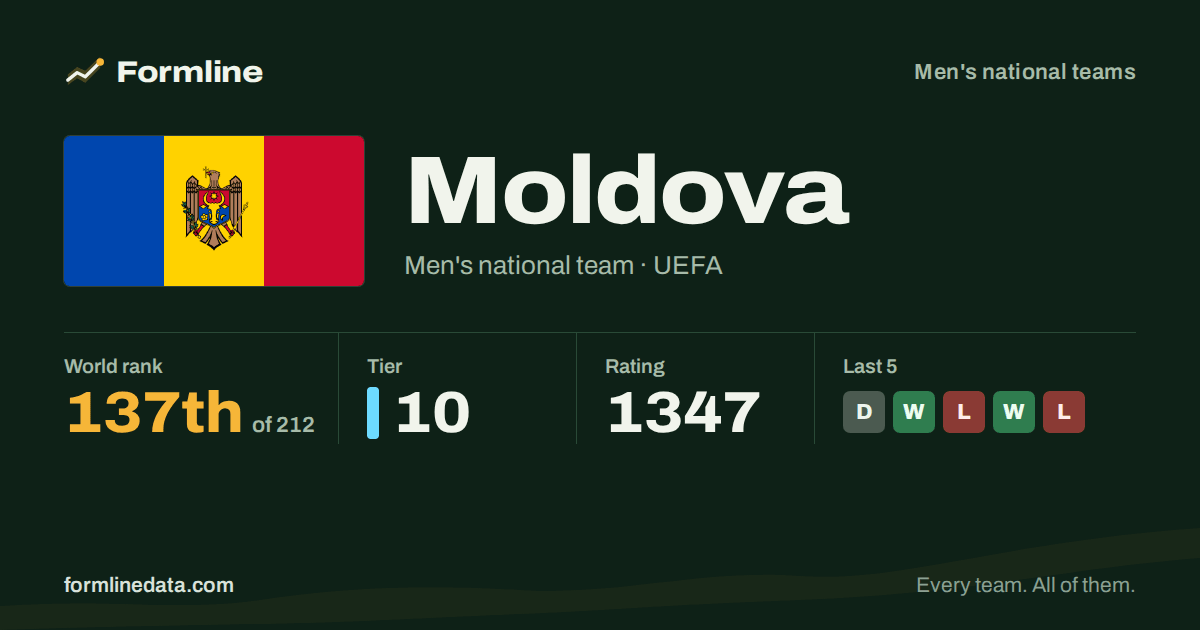 Formline
Men's national teams
Moldova
Men's national team · UEFA
World rank
137th of 212
Tier
10
Rating
1347
Last 5
D W L W L
formlinedata.com
Every team. All of them.